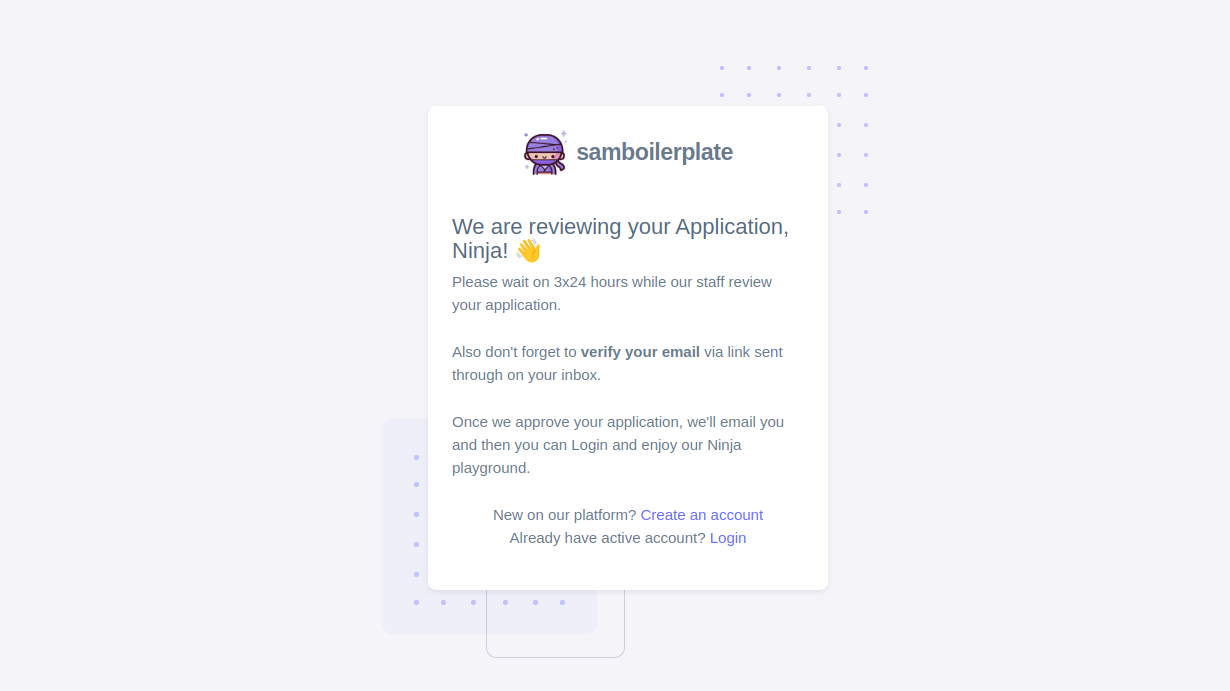 samboilerplate
We are reviewing your Application,
Ninja! 👋
Please wait on 3x24 hours while our staff review
your application.
Also don't forget to verify your email via link sent
through on your inbox.
Once we approve your application, we'll email you
and then you can Login and enjoy our Ninja
playground.
New on our platform? Create an account
Already have active account? Login